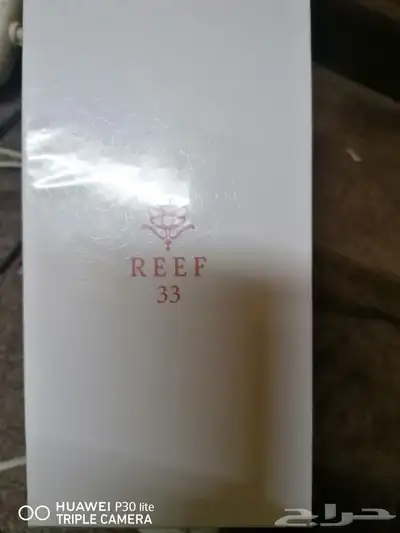 REEF
33
HUAWEI P30 lite
TRIPLE CAMERA
حراج